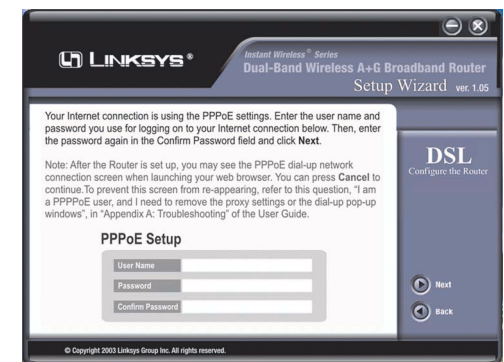 LINKSYS®
Instant Wireless® Series
Dual-Band Wireless A+G Broadband Router
Setup Wizard ver. 1.05
Your Internet connection is using the PPPoE settings. Enter the user name and
password you use for logging on to your Internet connection below. Then, enter
the password again in the Confirm Password field and click Next.
Note: After the Router is set up, you may see the PPPoE dial-up network
connection screen when launching your web browser. You can press Cancel to
continue.To prevent this screen from re-appearing, refer to this question, "I am
a PPPPoE user, and I need to remove the proxy settings or the dial-up pop-up
windows", in "Appendix A: Troubleshooting" of the User Guide.
PPPoE Setup
User Name
Password
Confirm Password
DSL
Configure the Router
Next
Back
© Copyright 2003 Linksys Group Inc. All rights reserved.